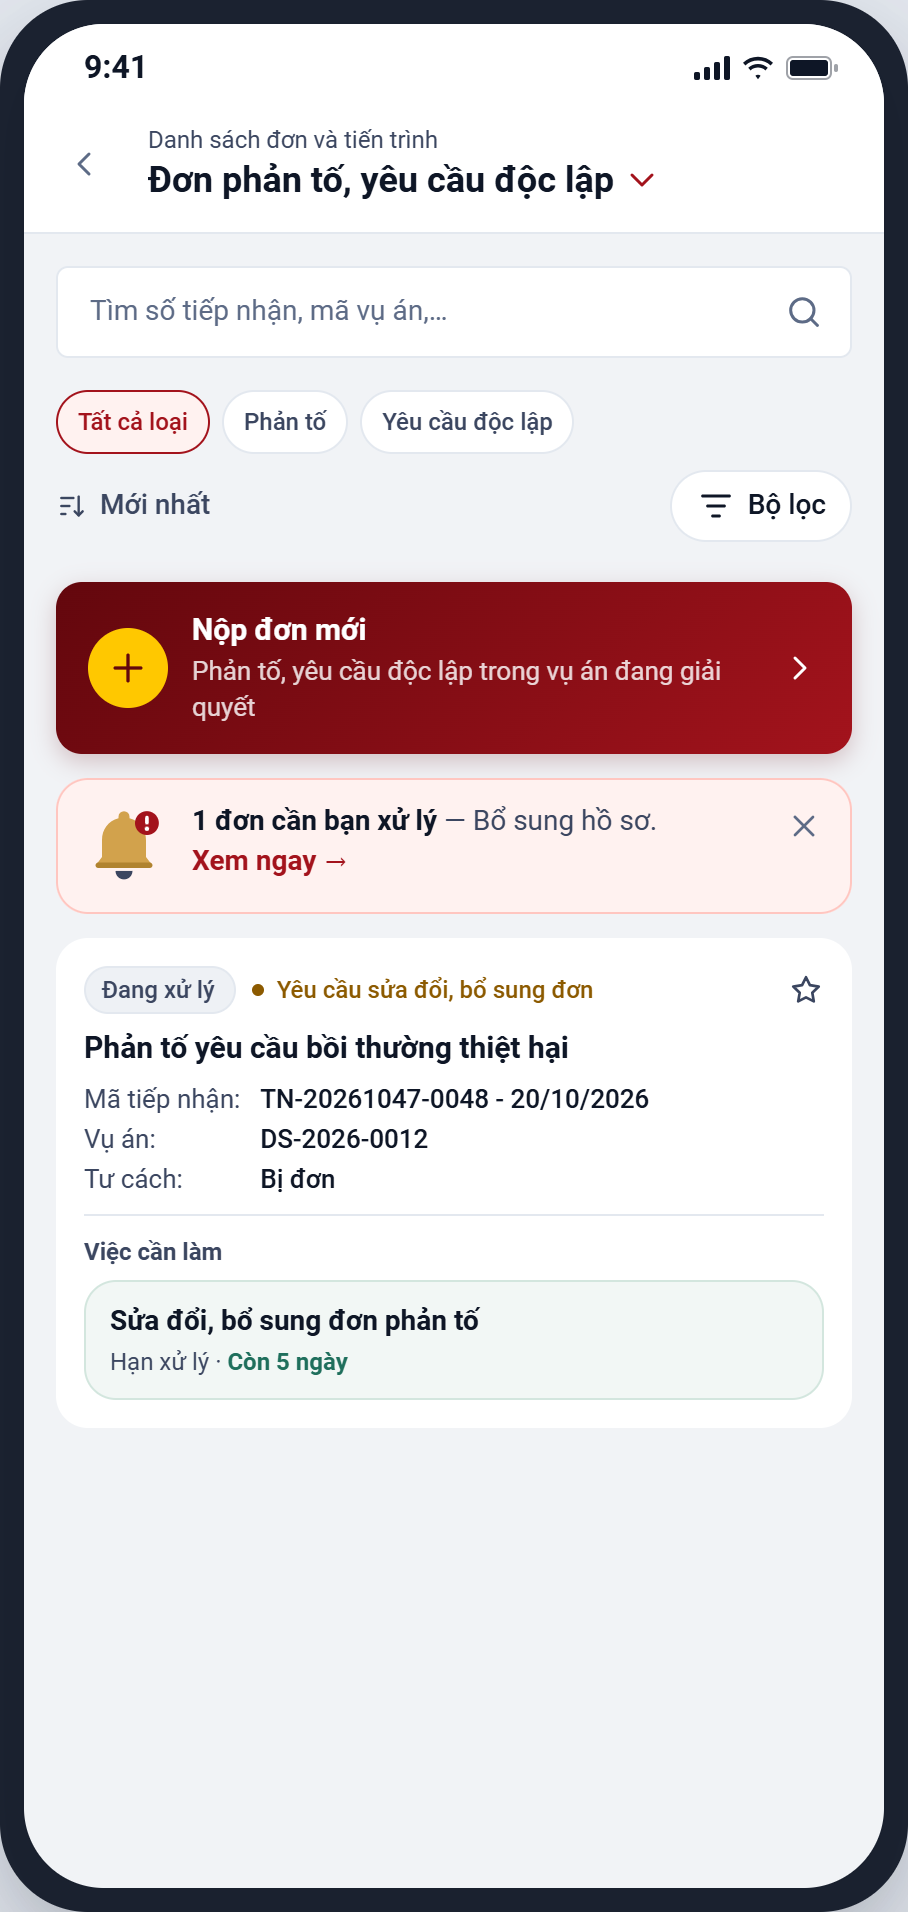 9:41
Danh sách đơn và tiến trình
Đơn phản tố, yêu cầu độc lập
Tìm số tiếp nhận, mã vụ án,...
Tất cả loại
Phản tố
Yêu cầu độc lập
Mới nhất
Bộ lọc
Nộp đơn mới
Phản tố, yêu cầu độc lập trong vụ án đang giải
quyết
1 đơn cần bạn xử lý — Bổ sung hồ sơ.
Xem ngay →
Đang xử lý
Yêu cầu sửa đổi, bổ sung đơn
Phản tố yêu cầu bồi thường thiệt hại
Mã tiếp nhận: TN-20261047-0048 - 20/10/2026
Vụ án: DS-2026-0012
Tư cách: Bị đơn
Việc cần làm
Sửa đổi, bổ sung đơn phản tố
Hạn xử lý · Còn 5 ngày